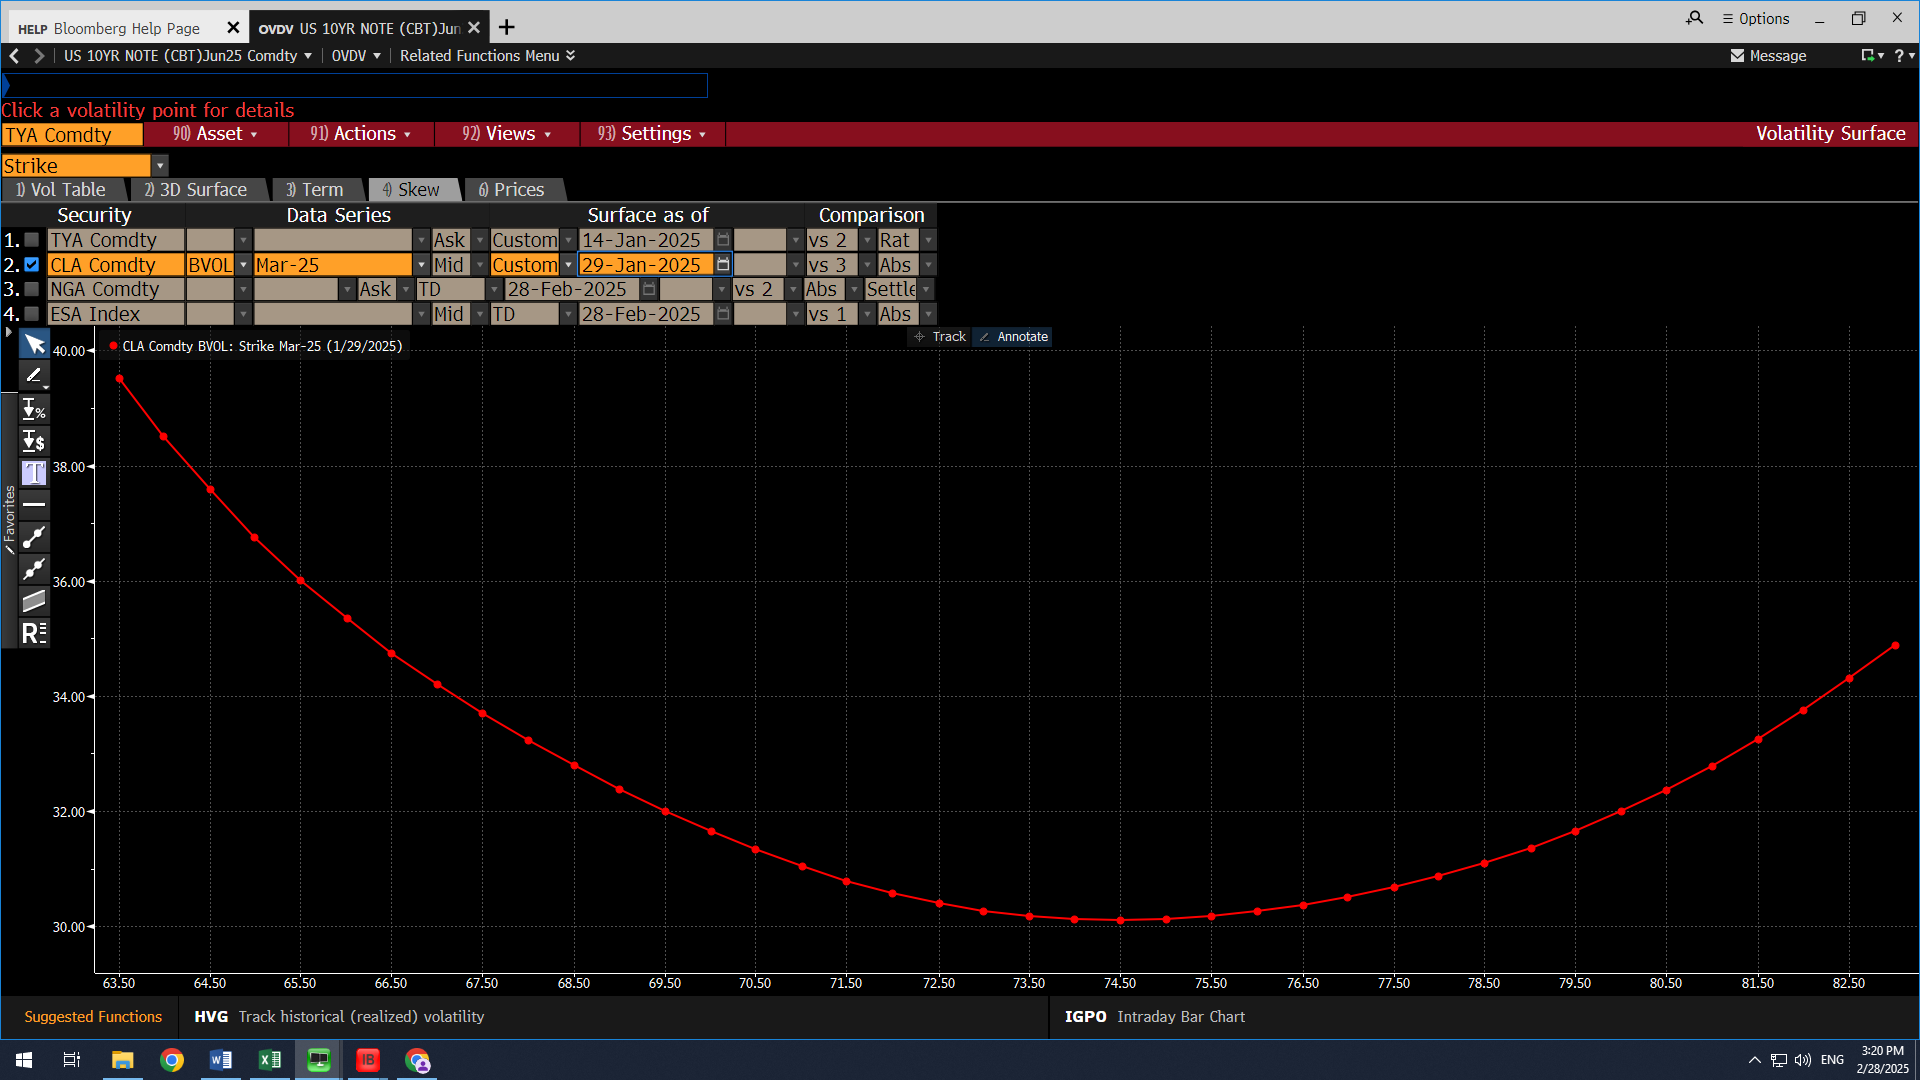 HELP Bloomberg Help Page
OVDV US 10YR NOTE (CBT)Jun
Options
US 10YR NOTE (CBT)Jun25 Comdty
OVDV
Related Functions Menu
Message
?
Click a volatility point for details
TYA Comdty
90) Asset
91) Actions
92) Views
93) Settings
Volatility Surface
Strike
1) Vol Table
2) 3D Surface
3) Term
4) Skew
6) Prices
Security Data Series Surface as of Comparison
1. TYA Comdty Ask Custom 14-Jan-2025 vs 2 Rat
2. CLA Comdty BVOL Mar-25 Mid Custom 29-Jan-2025 vs 3 Abs
3. NGA Comdty Ask TD 28-Feb-2025 vs 2 Abs Settle
4. ESA Index Mid TD 28-Feb-2025 vs 1 Abs
Track Annotate
CLA Comdty BVOL: Strike Mar-25 (1/29/2025)
40.00
38.00
36.00
34.00
32.00
30.00
%
$
T
R
Favorites
63.50 64.50 65.50 66.50 67.50 68.50 69.50 70.50 71.50 72.50 73.50 74.50 75.50 76.50 77.50 78.50 79.50 80.50 81.50 82.50
Suggested Functions
HVG Track historical (realized) volatility
IGPO Intraday Bar Chart
IB
ENG
3:20 PM
2/28/2025